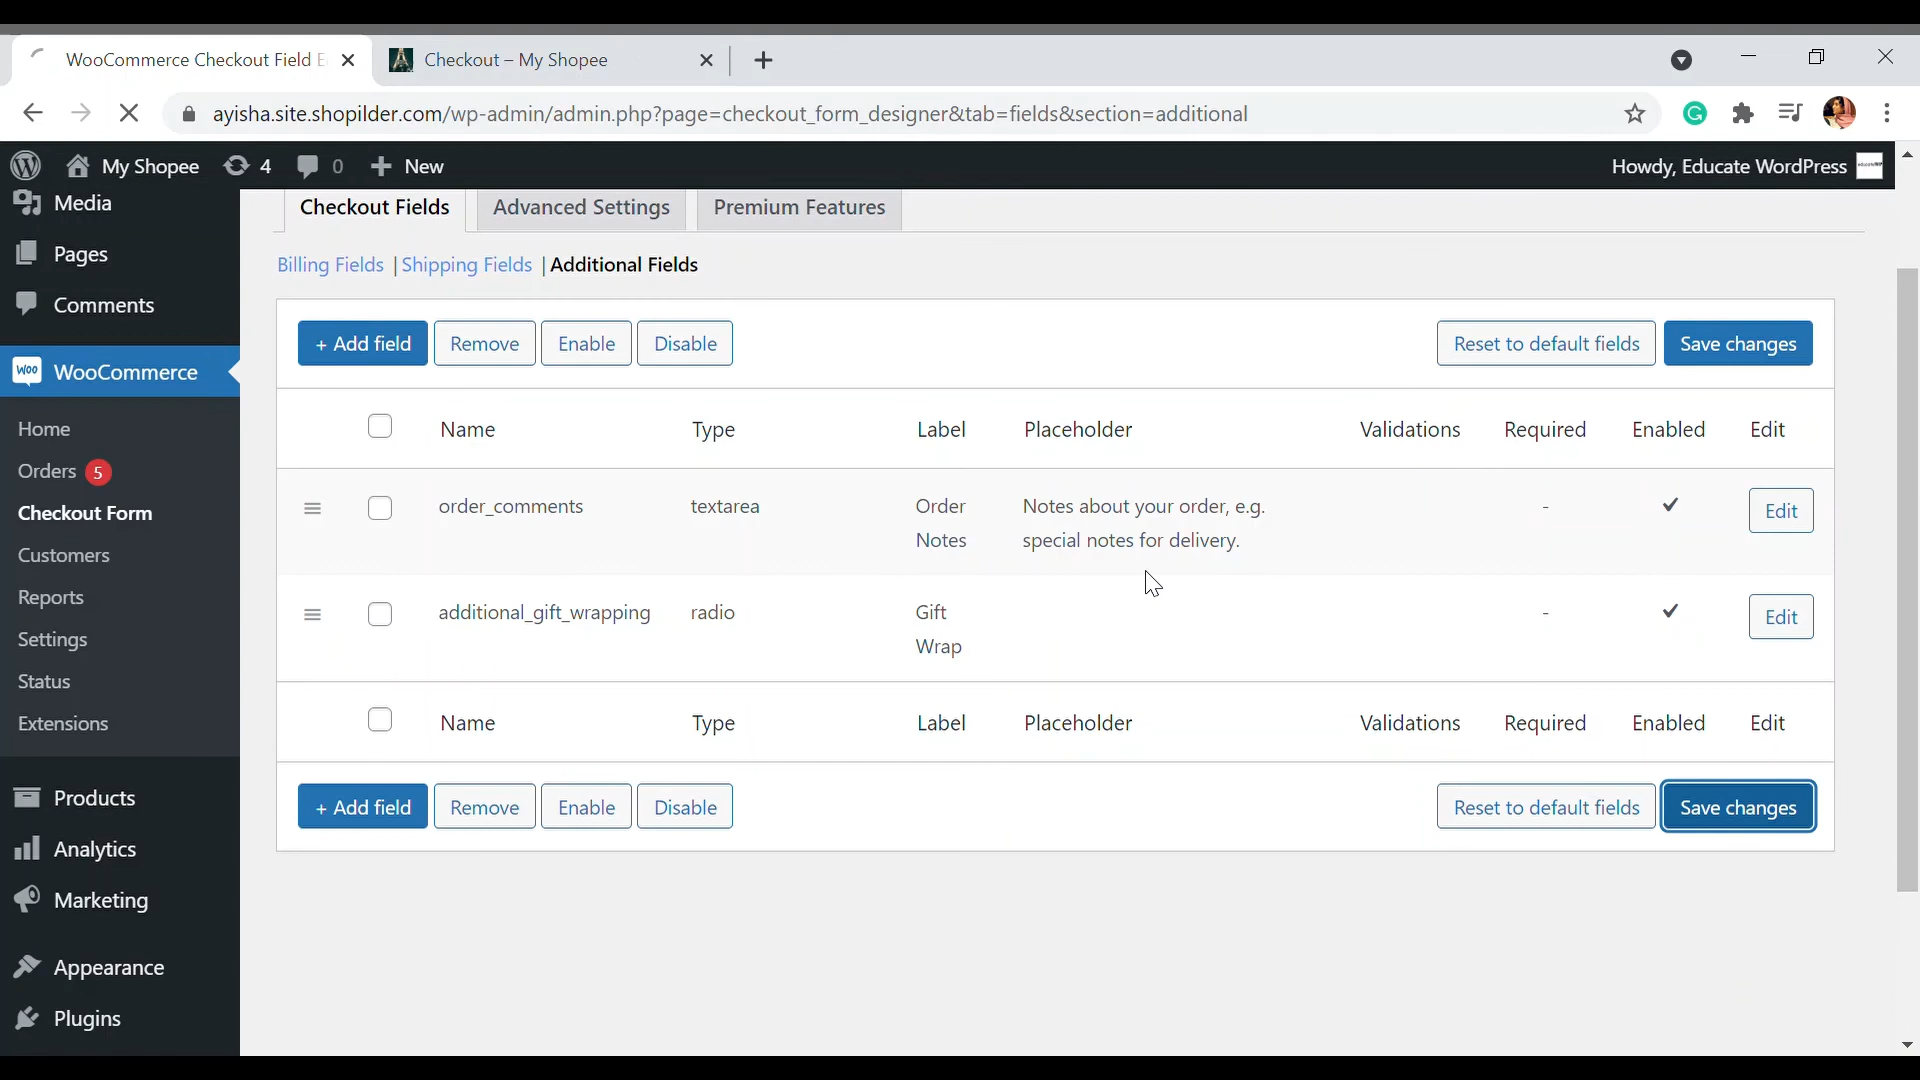 WooCommerce Checkout Field E
Checkout – My Shopee
ayisha.site.shopilder.com/wp-admin/admin.php?page=checkout_form_designer&tab=fields&section=additional
My Shopee 4 0 New
Howdy, Educate WordPress
Media
Pages
Comments
WooCommerce
Home
Orders 5
Checkout Form
Customers
Reports
Settings
Status
Extensions
Products
Analytics
Marketing
Appearance
Plugins
Checkout Fields Advanced Settings Premium Features
Billing Fields | Shipping Fields | Additional Fields
+ Add field Remove Enable Disable Reset to default fields Save changes
Name Type Label Placeholder Validations Required Enabled Edit
order_comments textarea Order Notes about your order, e.g. - ✓ Edit
Notes special notes for delivery.
additional_gift_wrapping radio Gift - ✓ Edit
Wrap
Name Type Label Placeholder Validations Required Enabled Edit
+ Add field Remove Enable Disable Reset to default fields Save changes